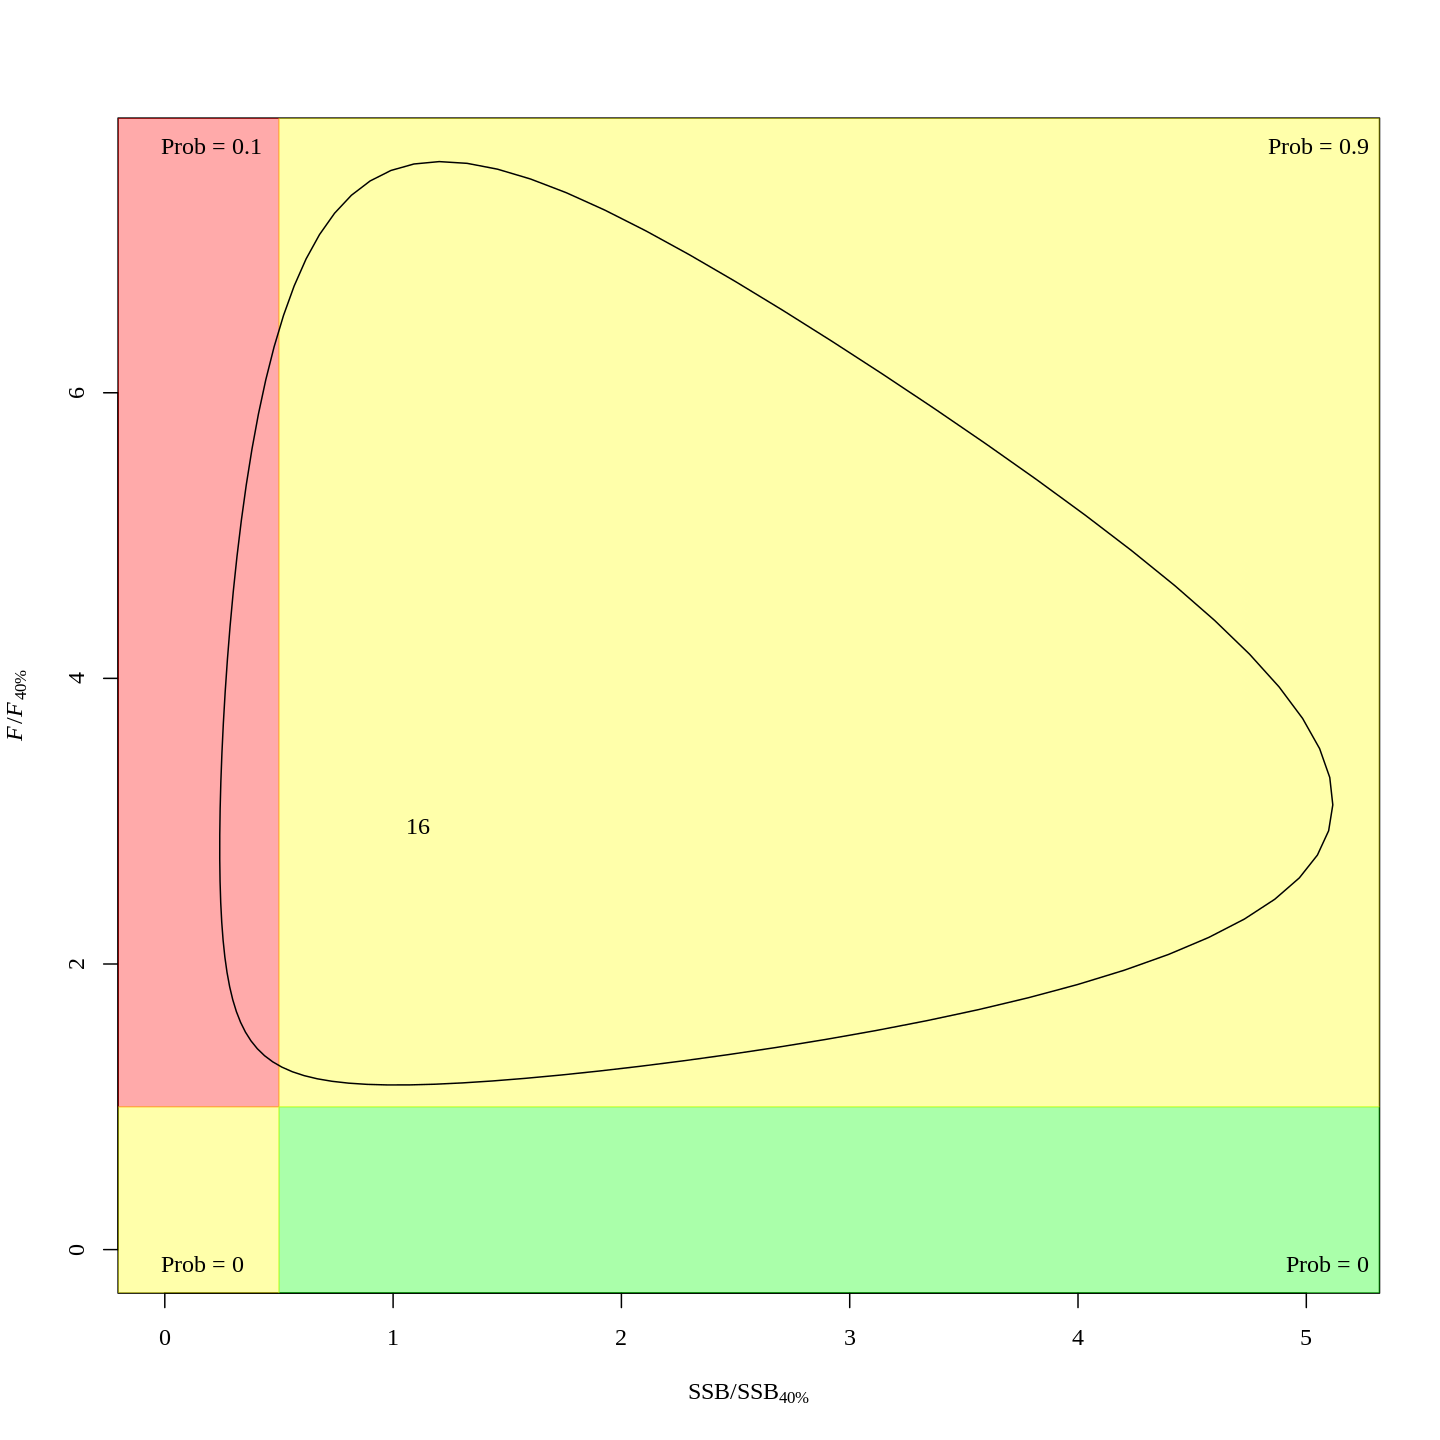 Prob = 0.1
Prob = 0.9
6
4
F/F40%
16
2
0
Prob = 0
Prob = 0
0 1 2 3 4 5
SSB/SSB40%